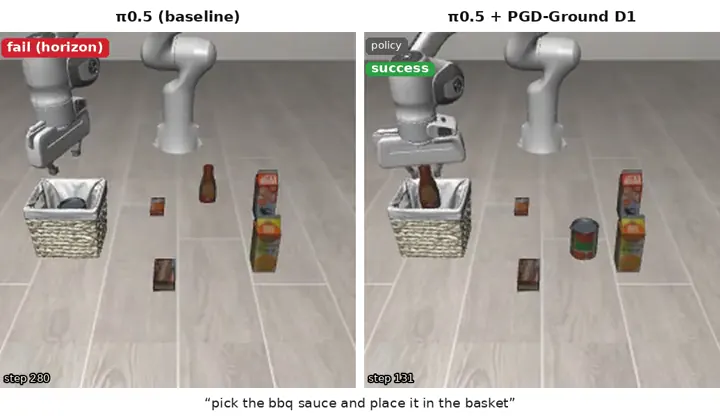 π0.5 (baseline)
π0.5 + PGD-Ground D1
fail (horizon)
policy
success
step 280
step 131
“pick the bbq sauce and place it in the basket”